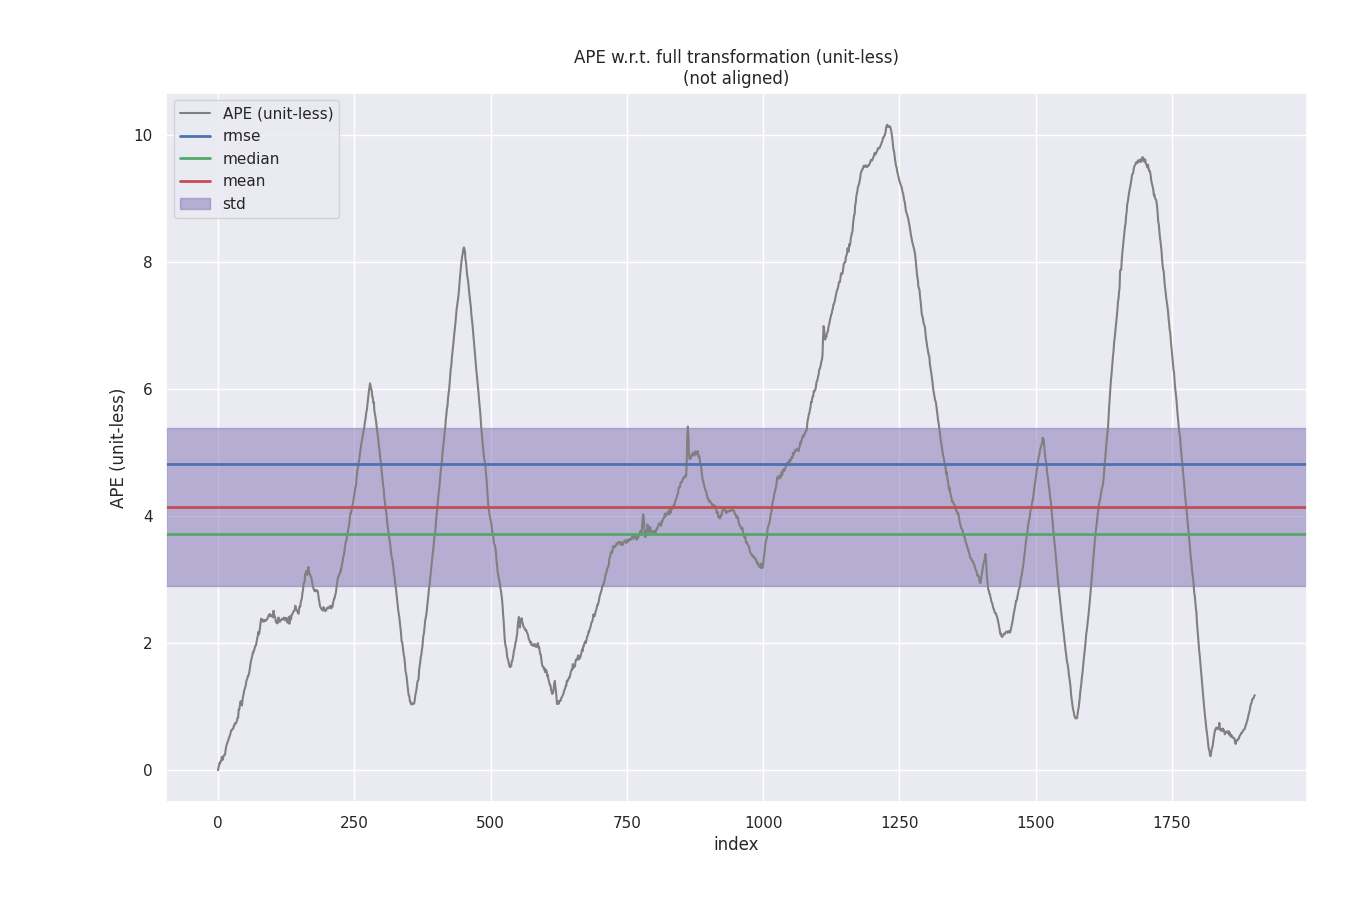 APE w.r.t. full transformation (unit-less)
(not aligned)
APE (unit-less)
rmse
median
mean
std
APE (unit-less)
10
8
6
4
2
0
0 250 500 750 1000 1250 1500 1750
index